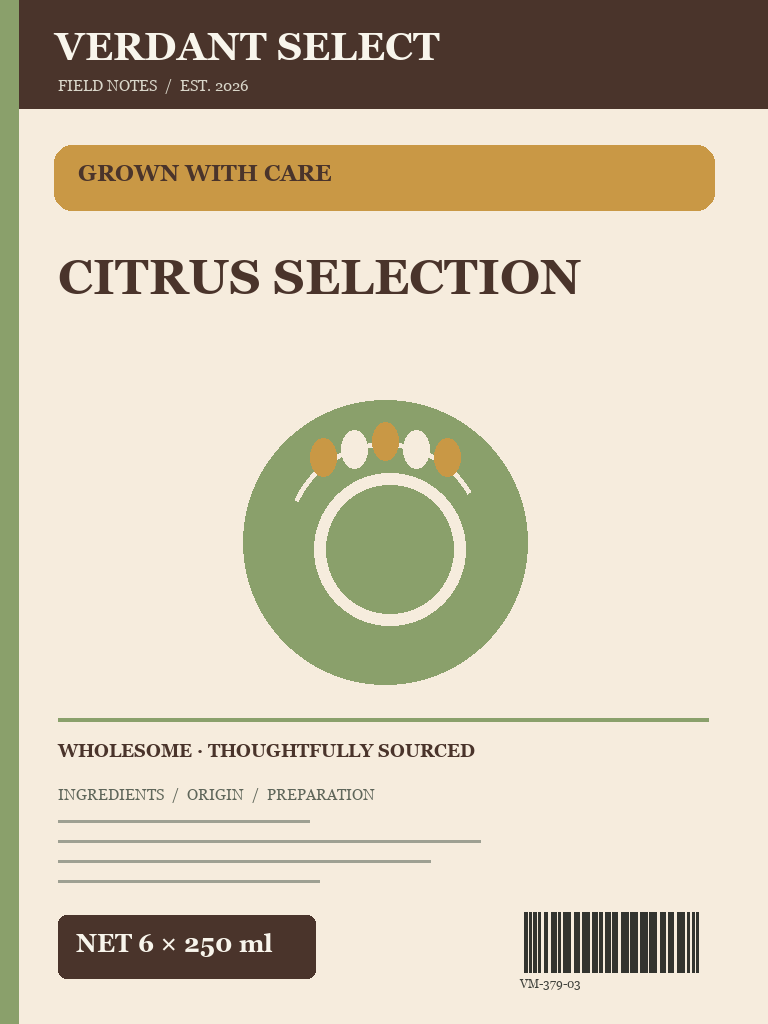 VERDANT SELECT
FIELD NOTES / EST. 2026
GROWN WITH CARE
CITRUS SELECTION
WHOLESOME · THOUGHTFULLY SOURCED
INGREDIENTS / ORIGIN / PREPARATION
NET 6 × 250 ml
VM-379-03